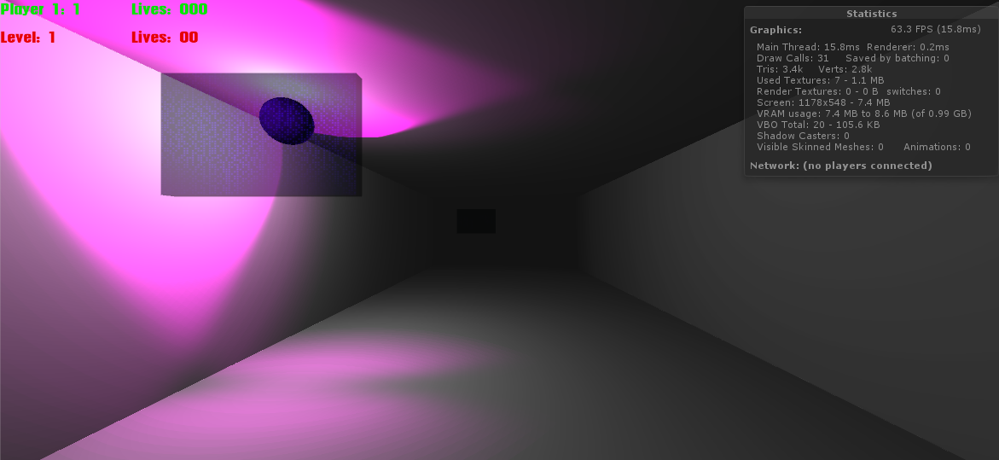 Player 1: 1 Lives: 000
Level: 1 Lives: 00
Statistics
Graphics: 63.3 FPS (15.8ms)
Main Thread: 15.8ms Renderer: 0.2ms
Draw Calls: 31 Saved by batching: 0
Tris: 3.4k Verts: 2.8k
Used Textures: 7 - 1.1 MB
Render Textures: 0 - 0 B switches: 0
Screen: 1178x548 - 7.4 MB
VRAM usage: 7.4 MB to 8.6 MB (of 0.99 GB)
VBO Total: 20 - 105.6 KB
Shadow Casters: 0
Visible Skinned Meshes: 0 Animations: 0
Network: (no players connected)